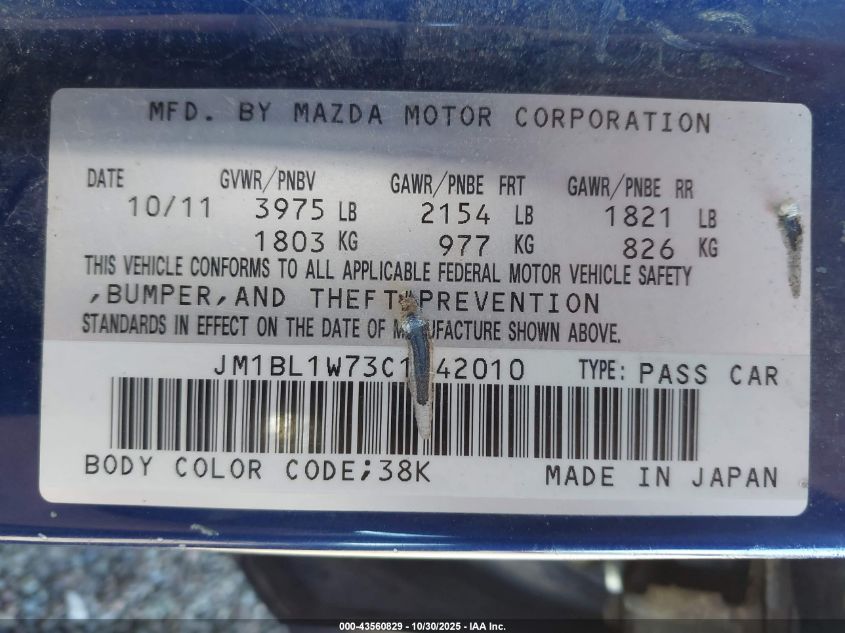 MFD. BY MAZDA MOTOR CORPORATION
DATE GVWR/PNBV GAWR/PNBE FRT GAWR/PNBE RR
10/11 3975 LB 2154 LB 1821 LB
1803 KG 977 KG 826 KG
THIS VEHICLE CONFORMS TO ALL APPLICABLE FEDERAL MOTOR VEHICLE SAFETY
,BUMPER,AND THEFT PREVENTION
STANDARDS IN EFFECT ON THE DATE OF MANUFACTURE SHOWN ABOVE.
TYPE: PASS CAR
BODY COLOR CODE;38K MADE IN JAPAN
000-43560829 - 10/30/2025 - IAA Inc.